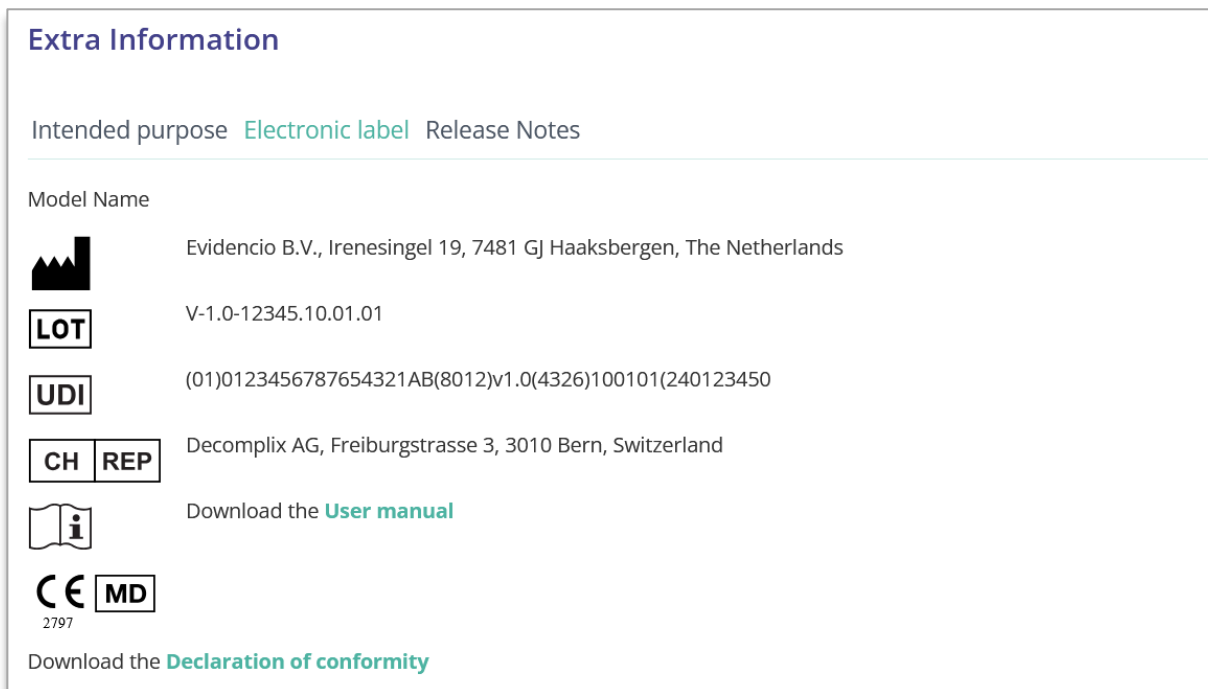 Extra Information
Intended purpose Electronic label Release Notes
Model Name
Evidencio B.V., Irenesingel 19, 7481 GJ Haaksbergen, The Netherlands
LOT V-1.0-12345.10.01.01
UDI (01)0123456787654321AB(8012)v1.0(4326)100101(240123450
CH REP Decomplix AG, Freiburgstrasse 3, 3010 Bern, Switzerland
i Download the User manual
CE MD
2797
Download the Declaration of conformity